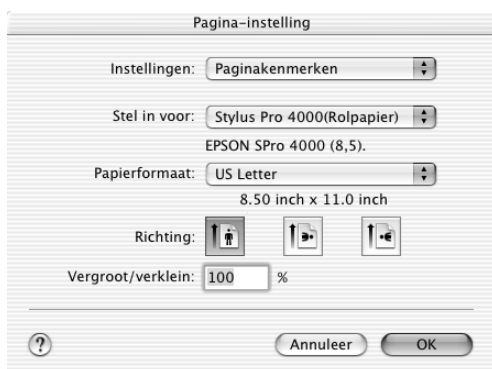 Pagina-instelling
Instellingen: Paginakenmerken
Stel in voor: Stylus Pro 4000(Rolpapier)
EPSON SPro 4000 (8,5).
Papierformaat: US Letter
8.50 inch x 11.0 inch
Richting:
Vergroot/verklein: 100 %
? Annuleer OK